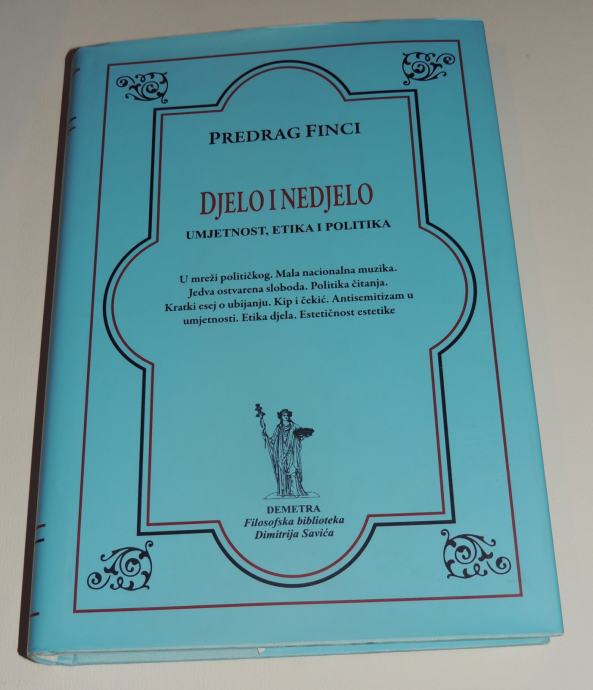 PREDRAG FINCI
DJELO I NEDJELO
UMJETNOST, ETIKA I POLITIKA
U mreži političkog. Mala nacionalna muzika.
Jedva ostvarena sloboda. Politika čitanja.
Kratki esej o ubijanju. Kip i čekić. Antisemitizam u
umjetnosti. Etika djela. Estetičnost estetike
DEMETRA
Filosofska biblioteka
Dimitrija Savića